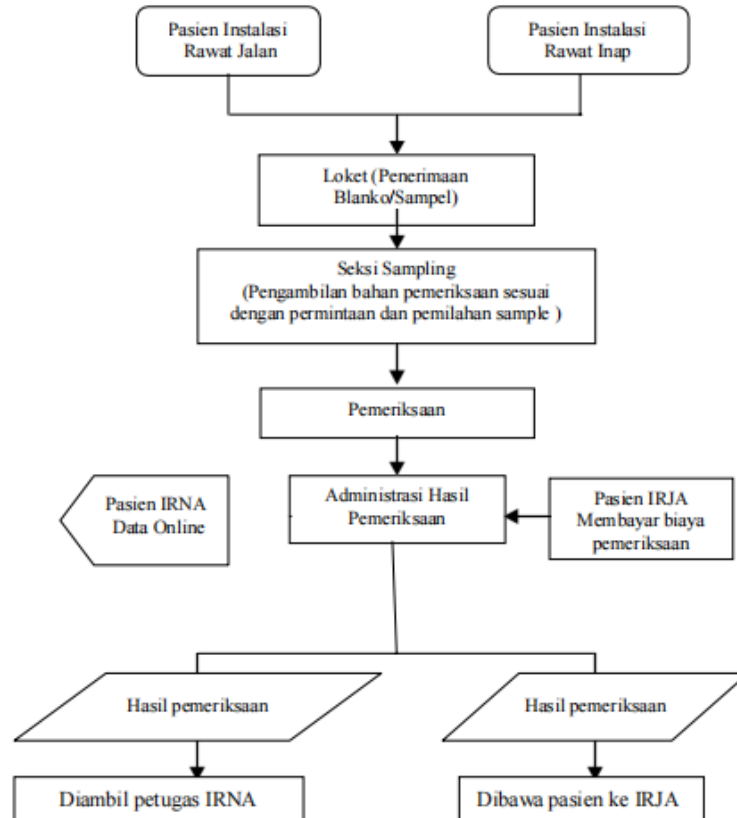 Pasien Instalasi
Rawat Jalan
Pasien Instalasi
Rawat Inap
Loket (Penerimaan
Blanko/Sampel)
Seksi Sampling
(Pengambilan bahan pemeriksaan sesuai
dengan permintaan dan pemilahan sample )
Pemeriksaan
Pasien IRNA
Data Online
Administrasi Hasil
Pemeriksaan
Pasien IRJA
Membayar biaya
pemeriksaan
Hasil pemeriksaan
Hasil pemeriksaan
Diambil petugas IRNA
Dibawa pasien ke IRJA